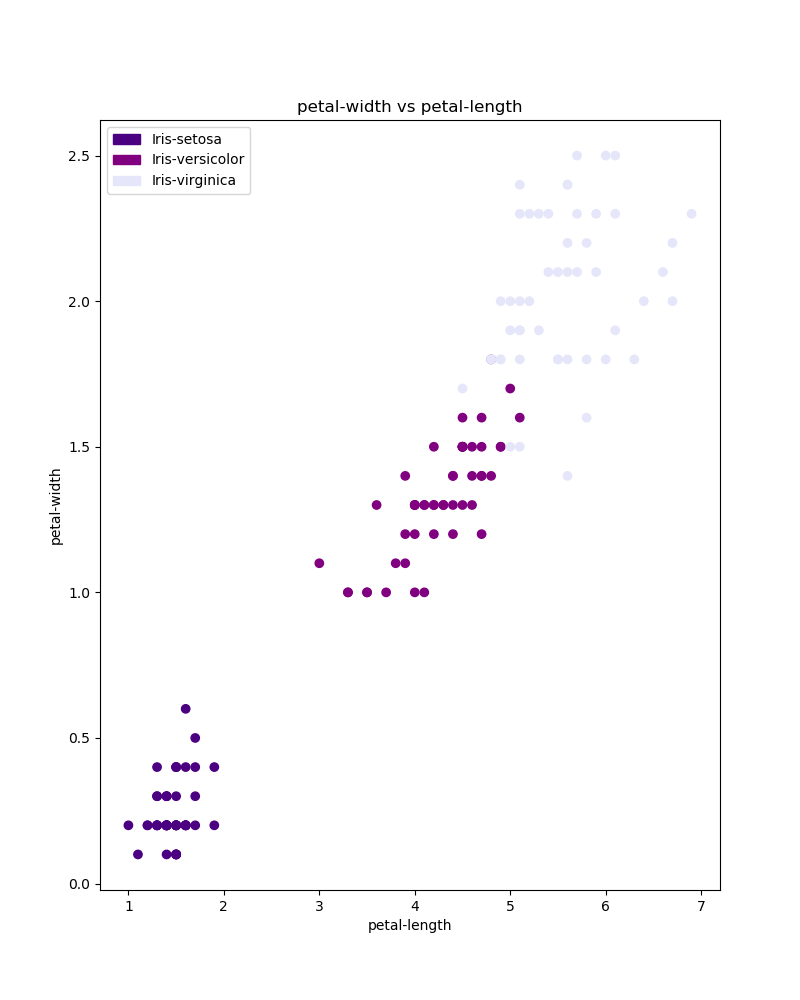 petal-width vs petal-length
Iris-setosa
Iris-versicolor
Iris-virginica
2.5
2.0
1.5
1.0
0.5
0.0
petal-width
1 2 3 4 5 6 7
petal-length